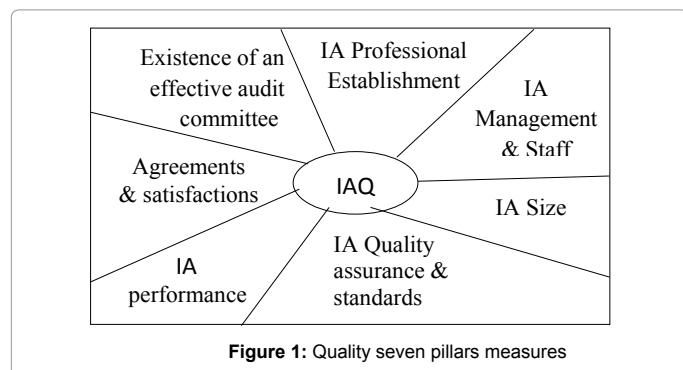 Existence of an
effective audit
committee
IA Professional
Establishment
IA
Management
& Staff
Agreements
& satisfactions
IAQ
IA Size
IA
performance
IA Quality
assurance &
standards
Figure 1: Quality seven pillars measures